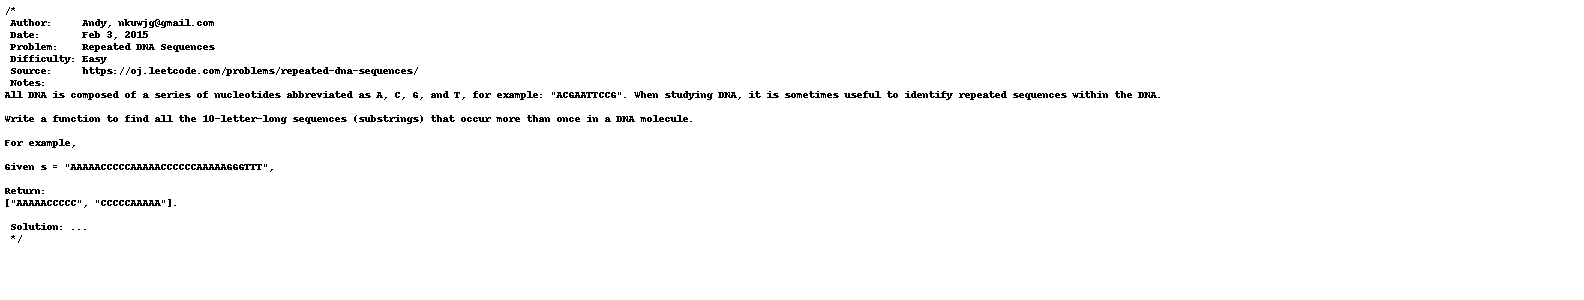 /*
 Author:     Andy, nkuwjg@gmail.com
 Date:       Feb 3, 2015
 Problem:    Repeated DNA Sequences
 Difficulty: Easy
 Source:     https://oj.leetcode.com/problems/repeated-dna-sequences/
 Notes:
All DNA is composed of a series of nucleotides abbreviated as A, C, G, and T, for example: "ACGAATTCCG". When studying DNA, it is sometimes useful to identify repeated sequences within the DNA.
Write a function to find all the 10-letter-long sequences (substrings) that occur more than once in a DNA molecule.
For example,
Given s = "AAAAACCCCCAAAAACCCCCCAAAAAGGGTTT",
Return:
["AAAAACCCCC", "CCCCCAAAAA"].
 Solution: ...
 */